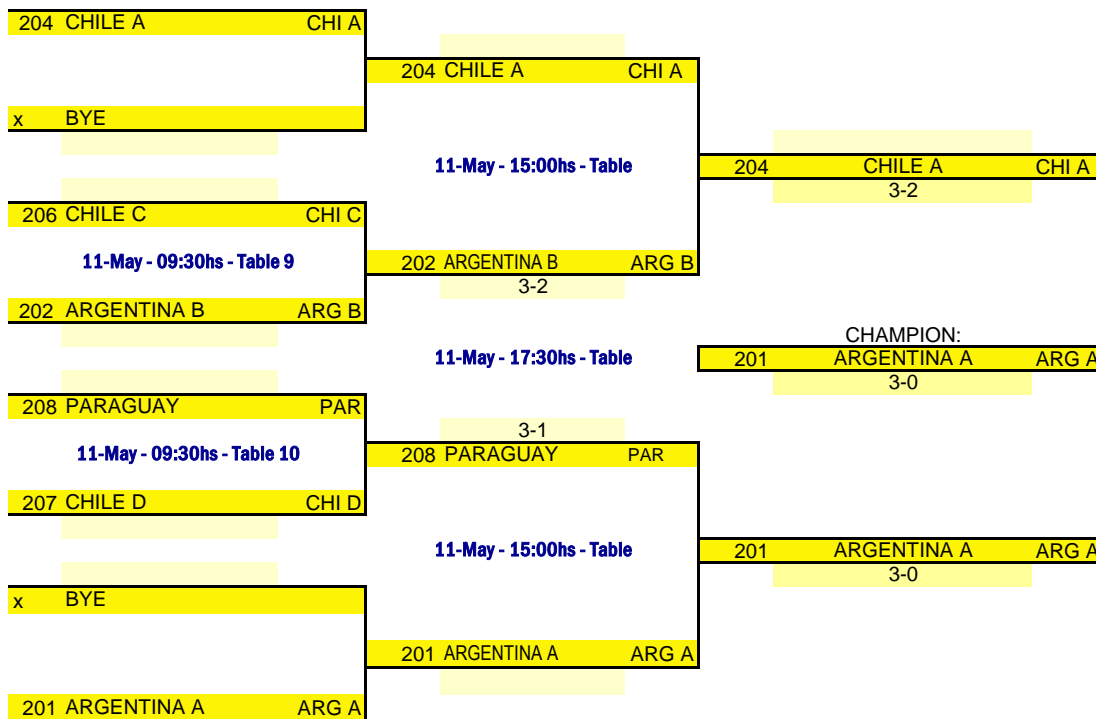 204 CHILE A CHI A
204 CHILE A CHI A
x BYE
11-May - 15:00hs - Table
204 CHILE A CHI A
3-2
206 CHILE C CHI C
11-May - 09:30hs - Table 9
202 ARGENTINA B ARG B
3-2
202 ARGENTINA B ARG B
CHAMPION:
11-May - 17:30hs - Table
201 ARGENTINA A ARG A
3-0
208 PARAGUAY PAR
3-1
11-May - 09:30hs - Table 10
208 PARAGUAY PAR
207 CHILE D CHI D
11-May - 15:00hs - Table
201 ARGENTINA A ARG A
3-0
x BYE
201 ARGENTINA A ARG A
201 ARGENTINA A ARG A